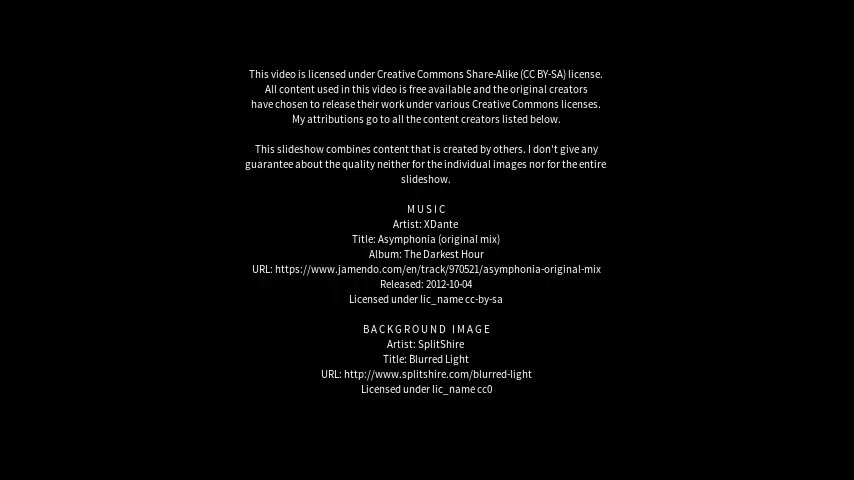 This video is licensed under Creative Commons Share-Alike (CC BY-SA) license.
All content used in this video is free available and the original creators
have chosen to release their work under various Creative Commons licenses.
My attributions go to all the content creators listed below.
This slideshow combines content that is created by others. I don't give any
guarantee about the quality neither for the individual images nor for the entire
slideshow.
MUSIC
Artist: XDante
Title: Asymphonia (original mix)
Album: The Darkest Hour
URL: https://www.jamendo.com/en/track/970521/asymphonia-original-mix
Released: 2012-10-04
Licensed under lic_name cc-by-sa
BACKGROUND IMAGE
Artist: SplitShire
Title: Blurred Light
URL: http://www.splitshire.com/blurred-light
Licensed under lic_name cc0